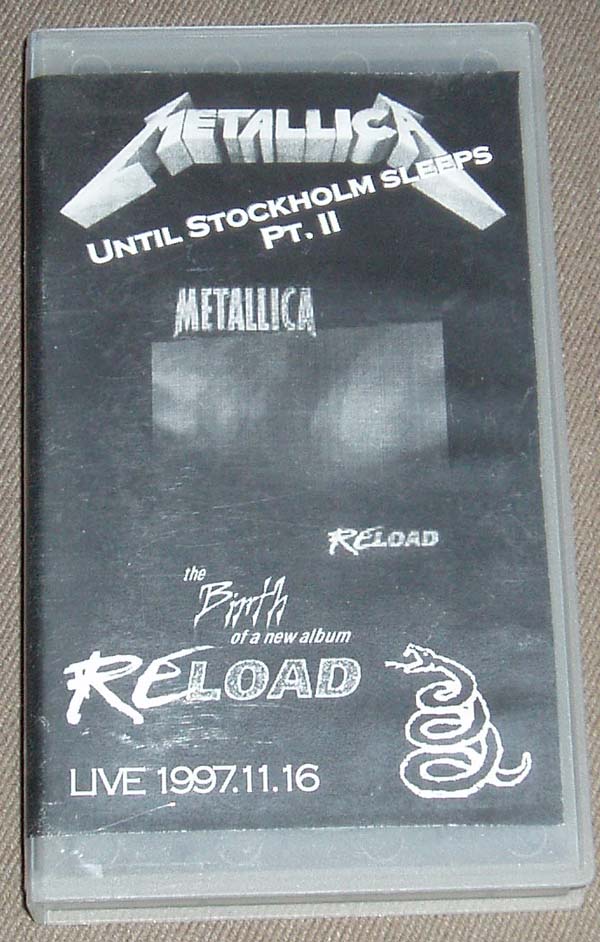 METALLICA
UNTIL STOCKHOLM SLEEPS
PT. II
METALLICA
RELOAD
the
Birth
of a new album
RELOAD
LIVE 1997.11.16